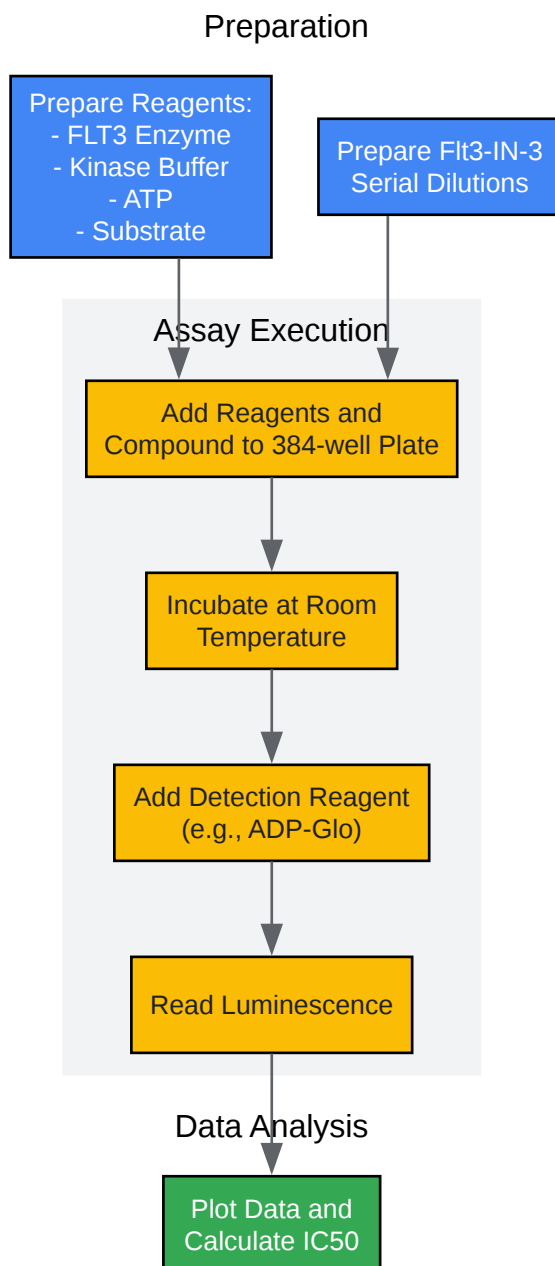 Preparation
Prepare Reagents:
- FLT3 Enzyme
- Kinase Buffer
- ATP
- Substrate
Prepare Flt3-IN-3
Serial Dilutions
Assay Execution
Add Reagents and
Compound to 384-well Plate
Incubate at Room
Temperature
Add Detection Reagent
(e.g., ADP-Glo)
Read Luminescence
Data Analysis
Plot Data and
Calculate IC50